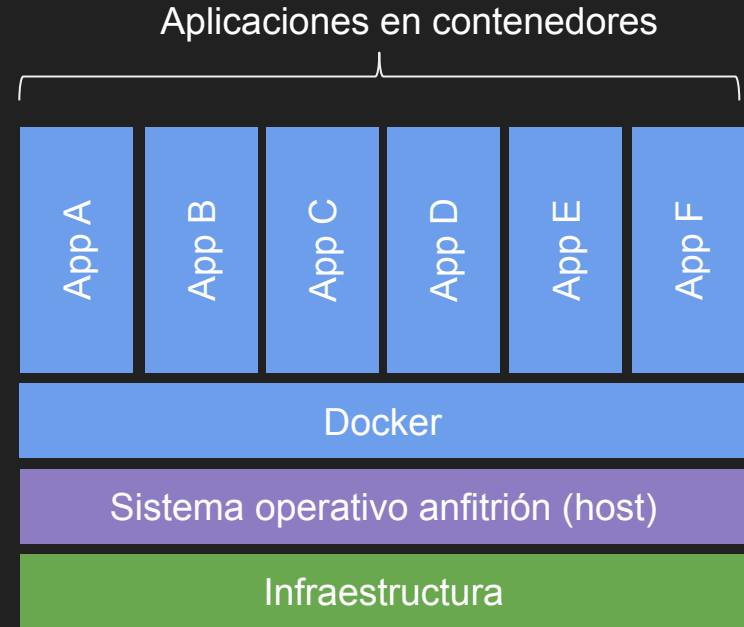 Aplicaciones en contenedores
App A
App B
App C
App D
App E
App F
Docker
Sistema operativo anfitrión (host)
Infraestructura